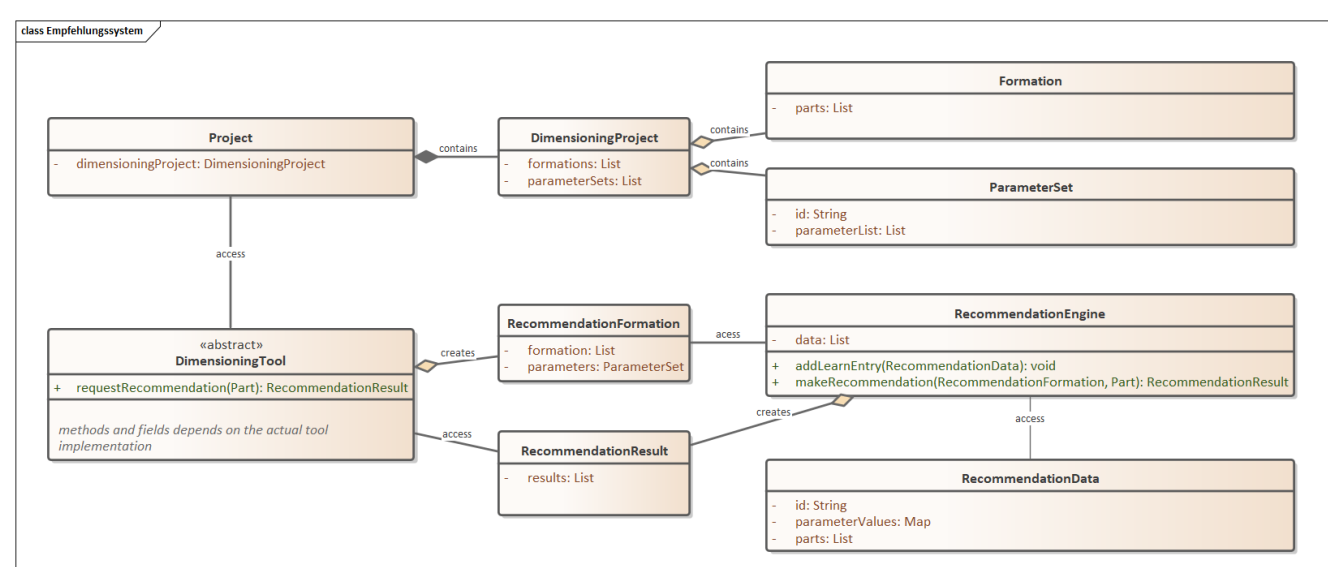 class Empfehlungssystem
Project
- dimensioningProject: DimensioningProject
contains
DimensioningProject
- formations: List
- parameterSets: List
contains
contains
Formation
- parts: List
ParameterSet
- id: String
- parameterList: List
access
«abstract»
DimensioningTool
+ requestRecommendation(Part): RecommendationResult
methods and fields depends on the actual tool
implementation
creates
access
RecommendationFormation
- formation: List
- parameters: ParameterSet
acess
RecommendationResult
- results: List
creates
RecommendationEngine
- data: List
+ addLearnEntry(RecommendationData): void
+ makeRecommendation(RecommendationFormation, Part): RecommendationResult
access
RecommendationData
- id: String
- parameterValues: Map
- parts: List